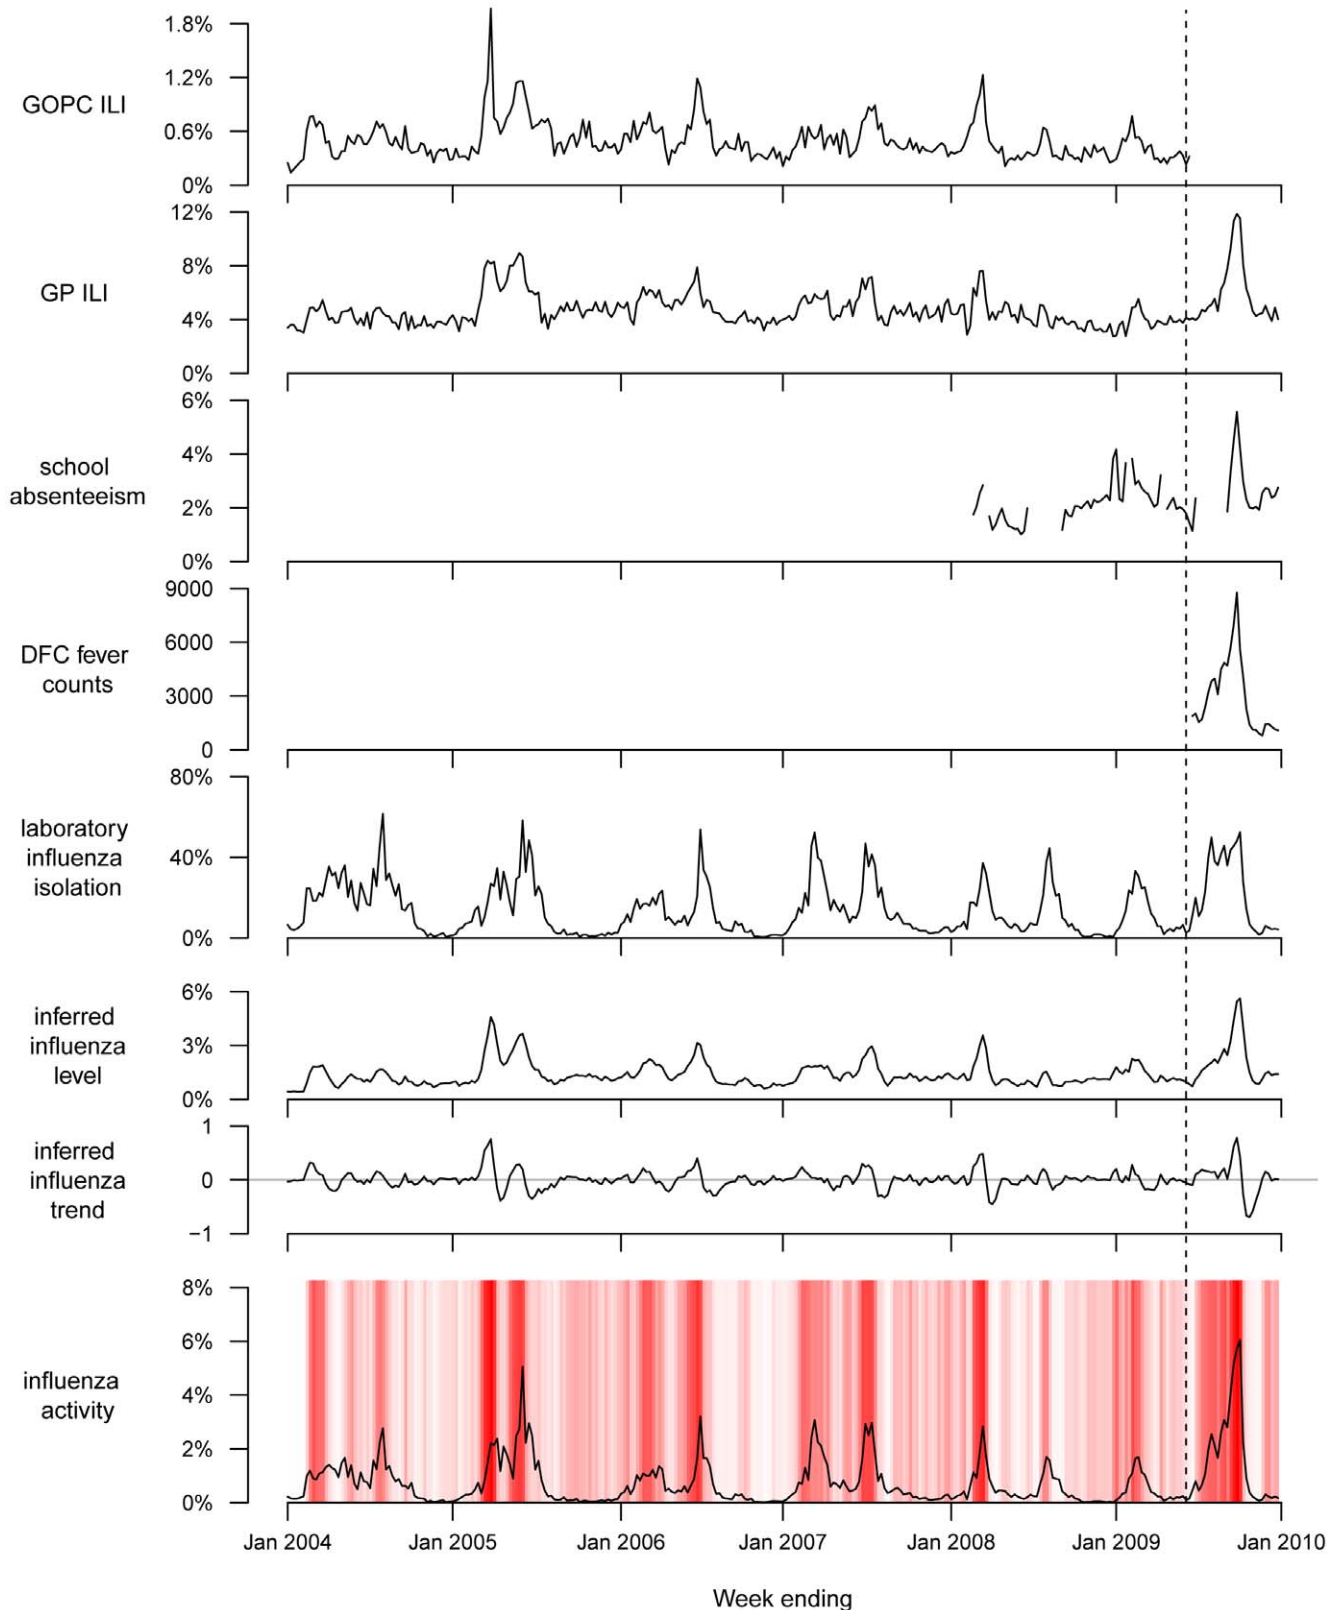 GOPC ILI
1.8%
1.2%
0.6%
0%
GP ILI
12%
8%
4%
0%
school
absenteeism
6%
4%
2%
0%
DFC fever
counts
9000
6000
3000
0
laboratory
influenza
isolation
80%
40%
0%
inferred
influenza
level
6%
3%
0%
inferred
influenza
trend
1
0
−1
influenza
activity
8%
6%
4%
2%
0%
Jan 2004 Jan 2005 Jan 2006 Jan 2007 Jan 2008 Jan 2009 Jan 2010
Week ending